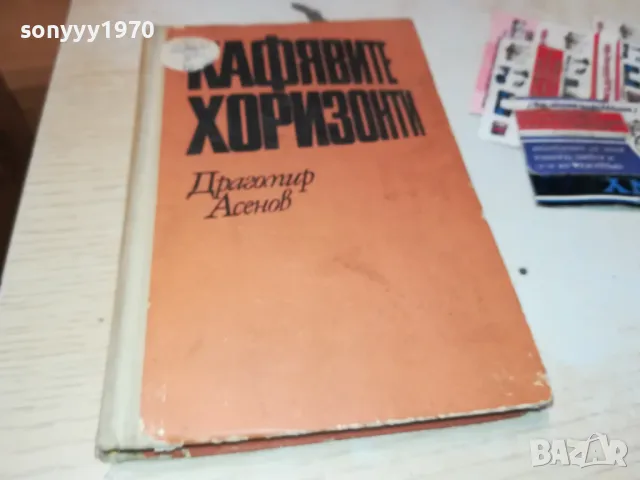 sonyyy1970
КАФЯВИТЕ
ХОРИЗОНТИ
Драгомир
Асенов
BAZAR